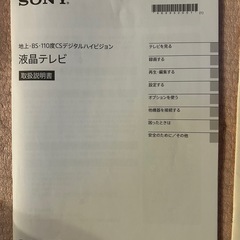 SONY
地上・BS・110度CSデジタルハイビジョン
液晶テレビ
取扱説明書
テレビを見る
録画する
再生・編集する
設定する
オプションを使う
他機器を接続する
困ったときは
安全のために／その他